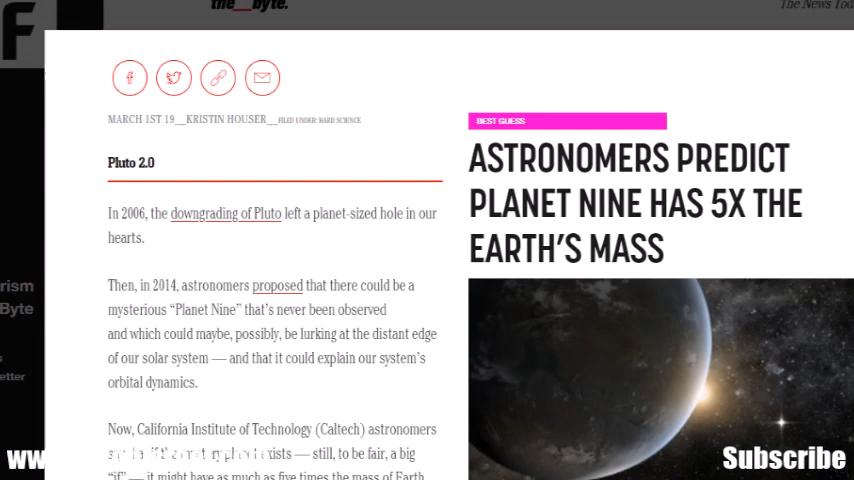 the__byte.
The News Tod
F
MARCH 1ST 19__KRISTIN HOUSER__FILED UNDER: HARD SCIENCE
Pluto 2.0
In 2006, the downgrading of Pluto left a planet-sized hole in our
hearts.
Then, in 2014, astronomers proposed that there could be a
mysterious “Planet Nine” that’s never been observed
and which could maybe, possibly, be lurking at the distant edge
of our solar system — and that it could explain our system’s
orbital dynamics.
Now, California Institute of Technology (Caltech) astronomers
exists — still, to be fair, a big
“if” — it might have as much as five times the mass of Earth
BEST GUESS
ASTRONOMERS PREDICT
PLANET NINE HAS 5X THE
EARTH’S MASS
rism
Byte
s
etter
ww
Subscribe